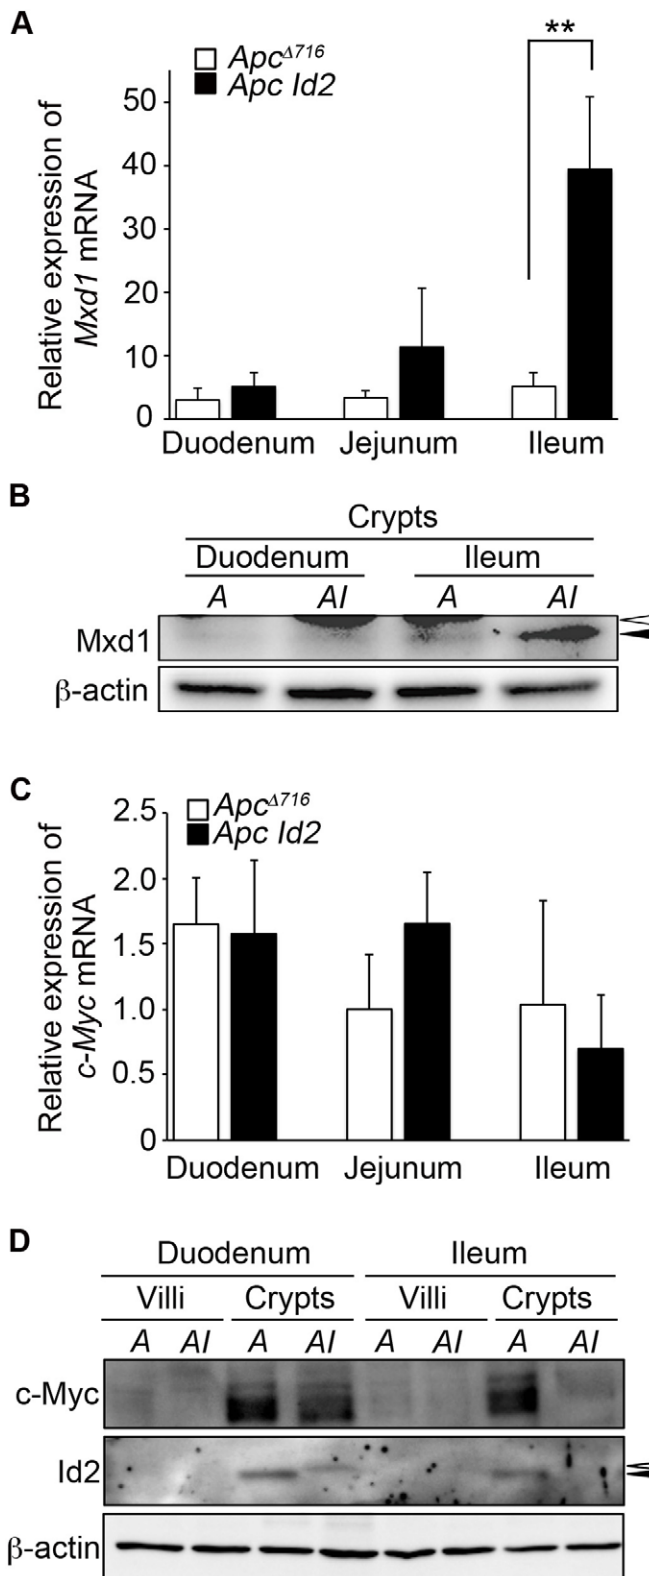 A
Apc^Δ716
Apc Id2
**
Relative expression of
Mxd1 mRNA
50
40
30
20
10
0
Duodenum Jejunum Ileum
B
Crypts
Duodenum Ileum
A AI A AI
Mxd1
β-actin
C
Apc^Δ716
Apc Id2
Relative expression of
c-Myc mRNA
2.5
2.0
1.5
1.0
0.5
0
Duodenum Jejunum Ileum
D
Duodenum Ileum
Villi Crypts Villi Crypts
A AI A AI A AI A AI
c-Myc
Id2
β-actin